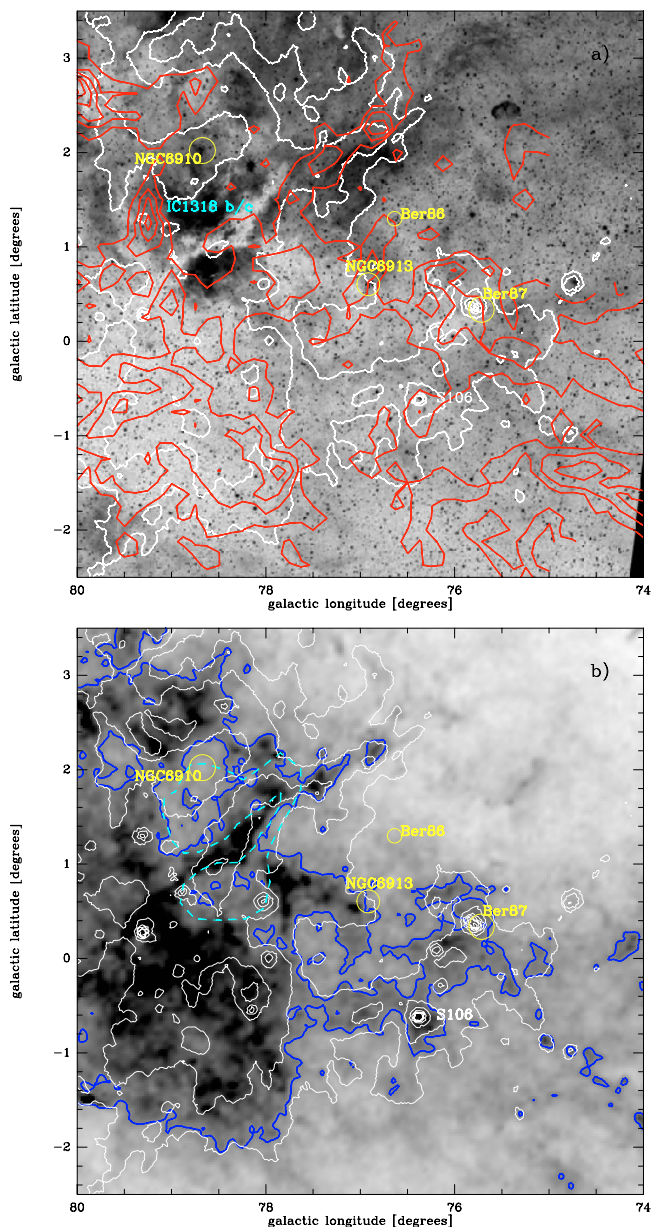 a)
3
2
1
0
-1
-2
NGC6910
IC1318 b/c
Ber86
NGC6913
Ber87
S106
galactic latitude [degrees]
80
78
76
74
galactic longitude [degrees]
b)
3
2
1
0
-1
-2
NGC6910
Ber86
NGC6913
Ber87
S106
galactic latitude [degrees]
80
78
76
74
galactic longitude [degrees]